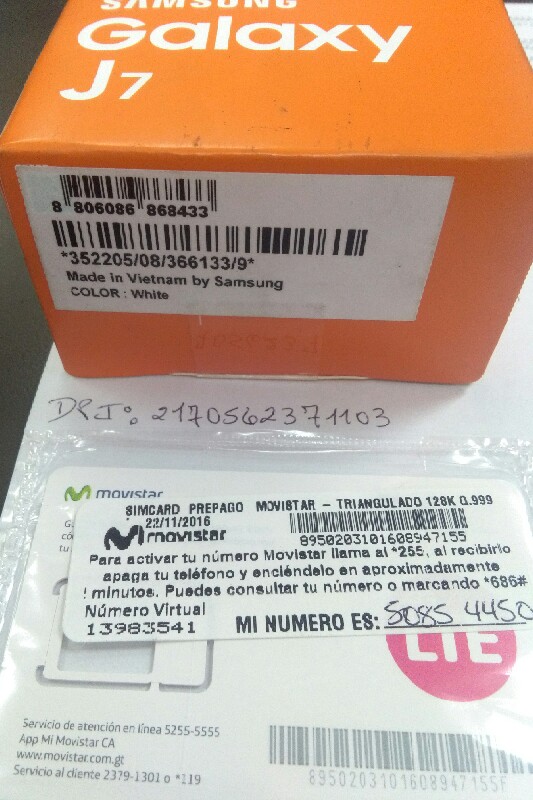 SAMSUNG
Galaxy
J7
8 806086 868433
*352205/08/366133/9*
Made in Vietnam by Samsung
COLOR : White
DPI: 2170562371103
movistar
SIMCARD PREPAGO MOVISTAR - TRIANGULADO 128K 0.999
22/11/2016
movistar
8950203101608947155
Para activar tu número Movistar llama al *255, al recibirlo
apaga tu teléfono y enciéndelo en aproximadamente
minutos. Puedes consultar tu número o marcando *686#
Número Virtual
13983541
MI NUMERO ES: 5085 4450
LTE
Servicio de atención en línea 5255-5555
App Mi Movistar CA
www.movistar.com.gt
Servicio al cliente 2379-1301 o *119
8950203101608947155F